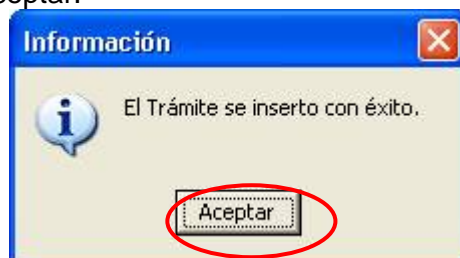 Información
El Trámite se inserto con éxito.
Aceptar